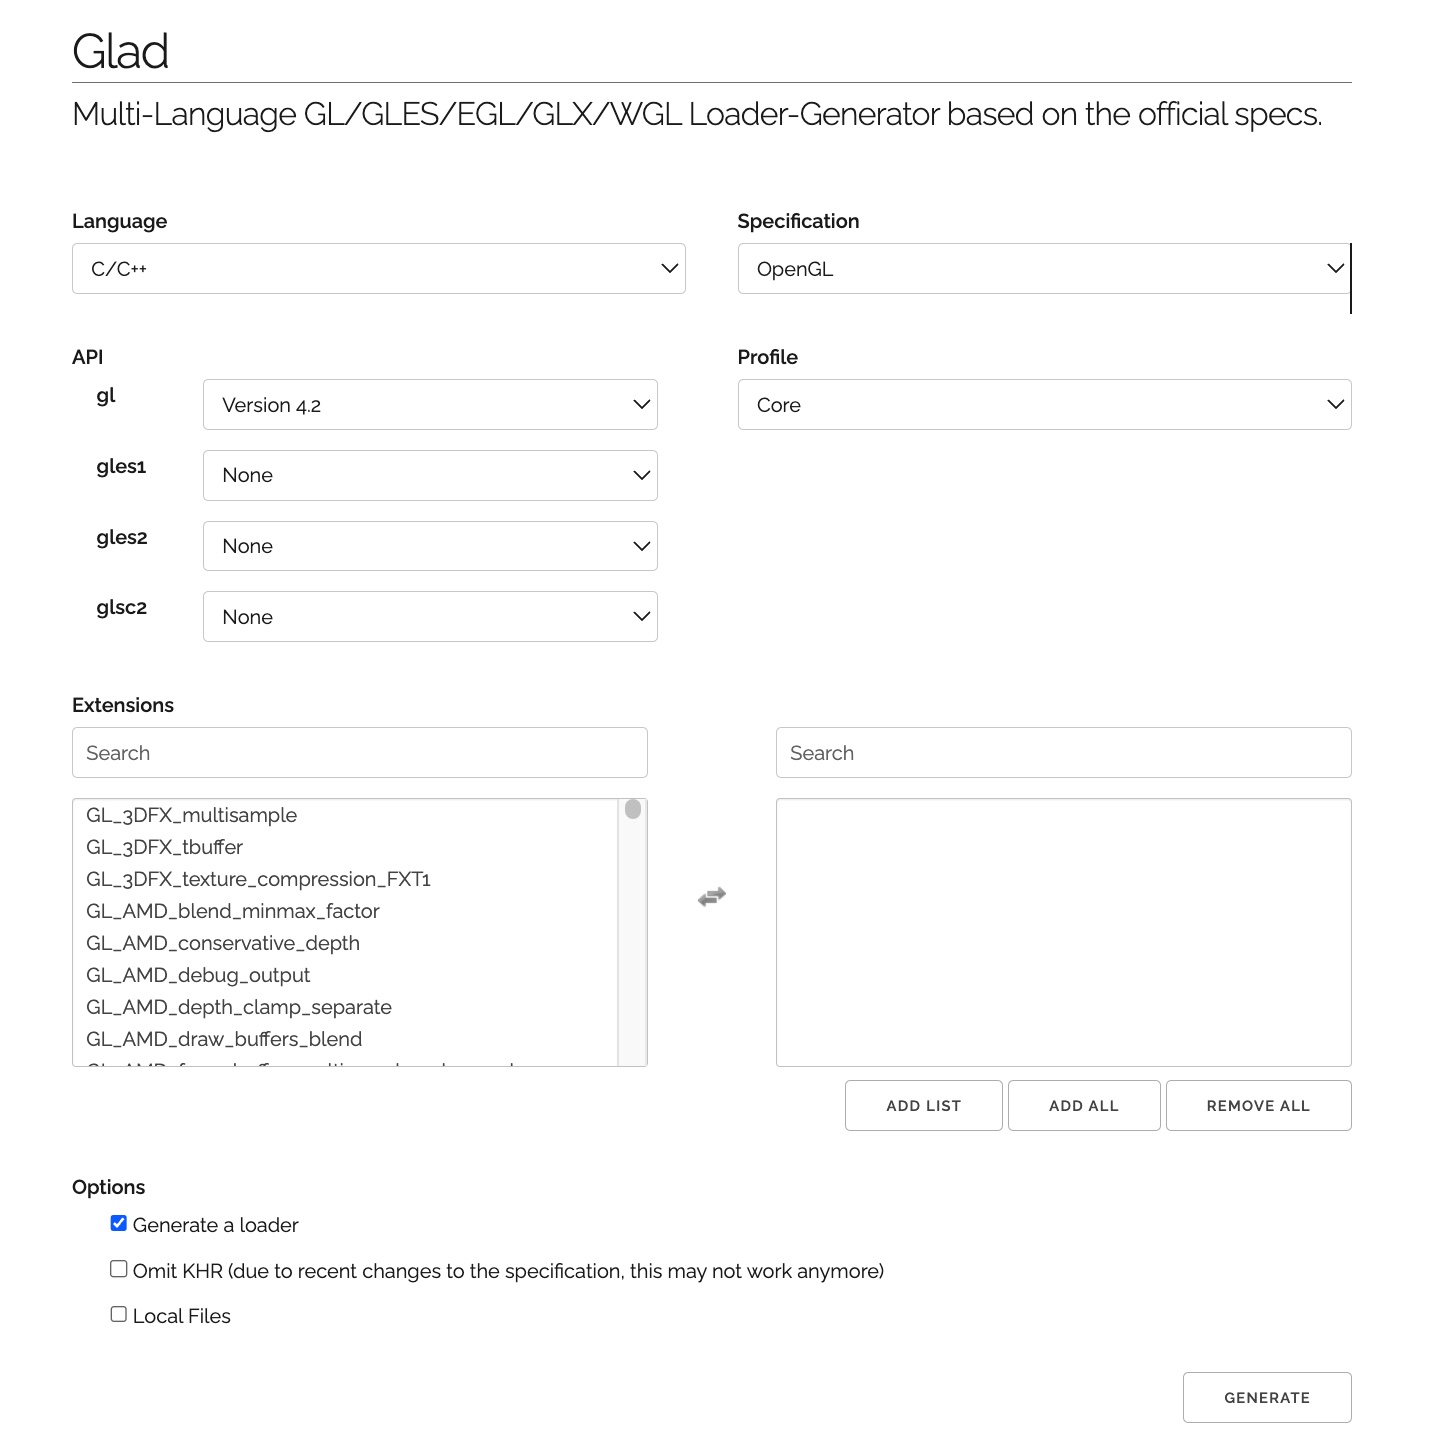 Glad
Multi-Language GL/GLES/EGL/GLX/WGL Loader-Generator based on the official specs.
Language
Specification
C/C++
OpenGL
API
Profile
gl
Version 4.2
Core
gles1
None
gles2
None
glsc2
None
Extensions
Search
Search
GL_3DFX_multisample
GL_3DFX_tbuffer
GL_3DFX_texture_compression_FXT1
GL_AMD_blend_minmax_factor
GL_AMD_conservative_depth
GL_AMD_debug_output
GL_AMD_depth_clamp_separate
GL_AMD_draw_buffers_blend
ADD LIST
ADD ALL
REMOVE ALL
Options
Generate a loader
Omit KHR (due to recent changes to the specification, this may not work anymore)
Local Files
GENERATE